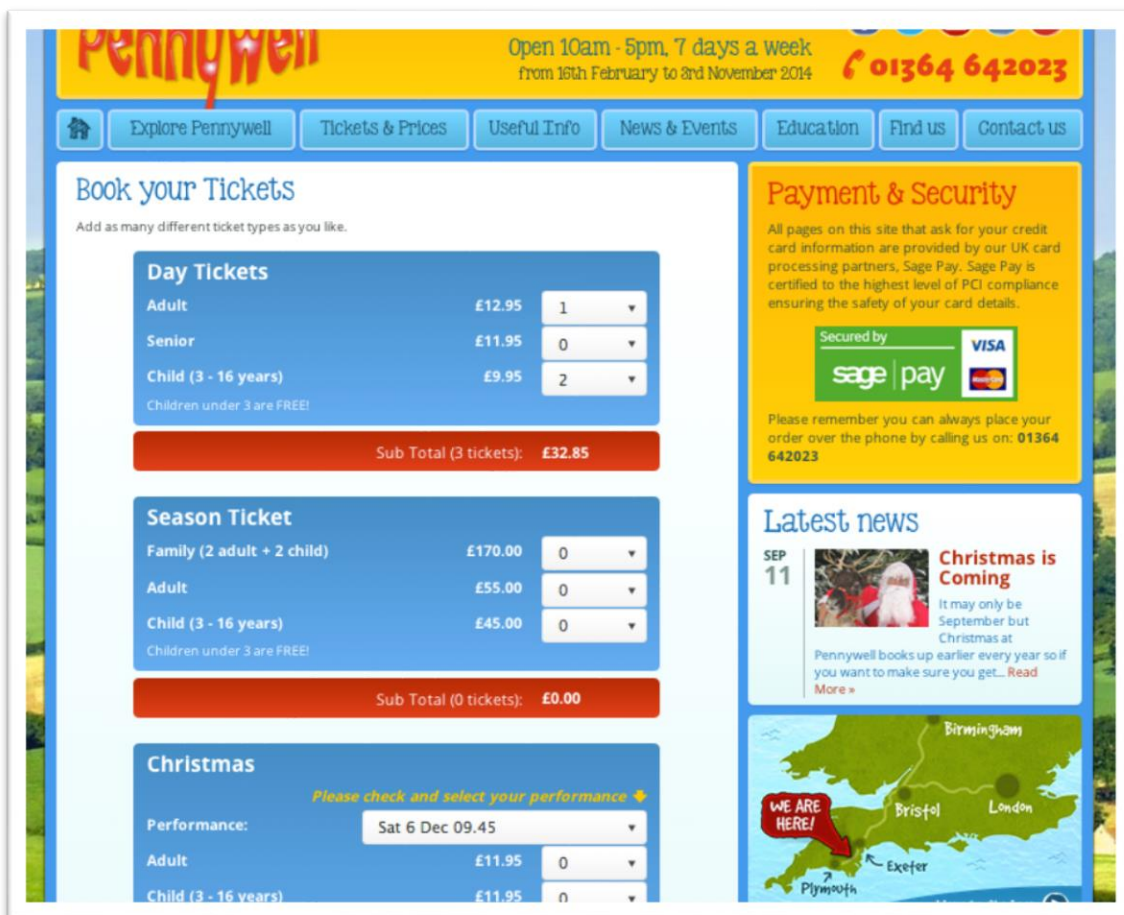 Pennywell
Open 10am - 5pm, 7 days a week
from 16th February to 3rd November 2014
01364 642023
Explore Pennywell
Tickets & Prices
Useful Info
News & Events
Education
Find us
Contact us
Book your Tickets
Add as many different ticket types as you like.
Day Tickets
Adult £12.95 1
Senior £11.95 0
Child (3 - 16 years) £9.95 2
Children under 3 are FREE!
Sub Total (3 tickets): £32.85
Season Ticket
Family (2 adult + 2 child) £170.00 0
Adult £55.00 0
Child (3 - 16 years) £45.00 0
Children under 3 are FREE!
Sub Total (0 tickets): £0.00
Christmas
Please check and select your performance
Performance: Sat 6 Dec 09.45
Adult £11.95 0
Child (3 - 16 years) £11.95 0
Payment & Security
All pages on this site that ask for your credit
card information are provided by our UK card
processing partners, Sage Pay. Sage Pay is
certified to the highest level of PCI compliance
ensuring the safety of your card details.
Secured by
sage pay
VISA
MasterCard
Please remember you can always place your
order over the phone by calling us on: 01364
642023
Latest news
SEP
11
Christmas is
Coming
It may only be
September but
Christmas at
Pennywell books up earlier every year so if
you want to make sure you get... Read
More »
Birmingham
Bristol
London
WE ARE
HERE!
Exeter
Plymouth